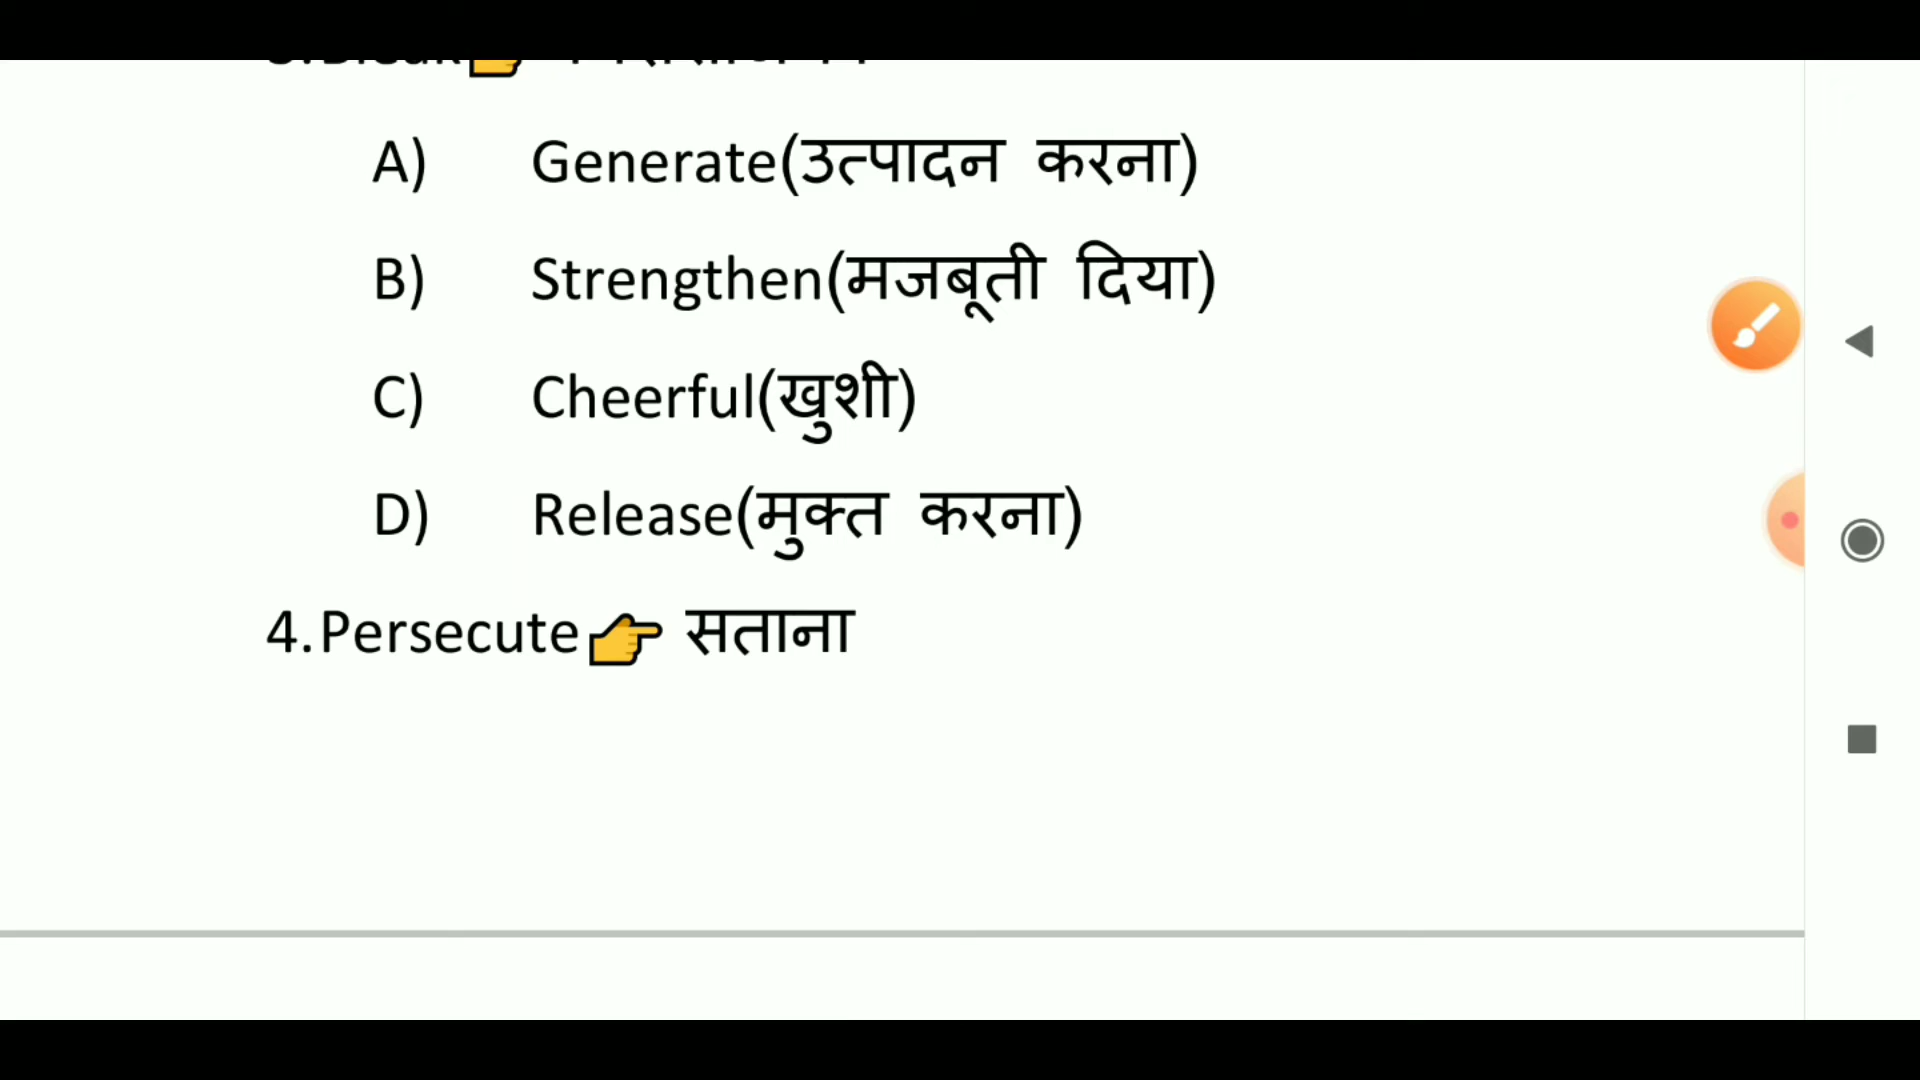 A) Generate(उत्पादन करना)
B) Strengthen(मजबूती दिया)
C) Cheerful(खुशी)
D) Release(मुक्त करना)
4.Persecute👉 सताना